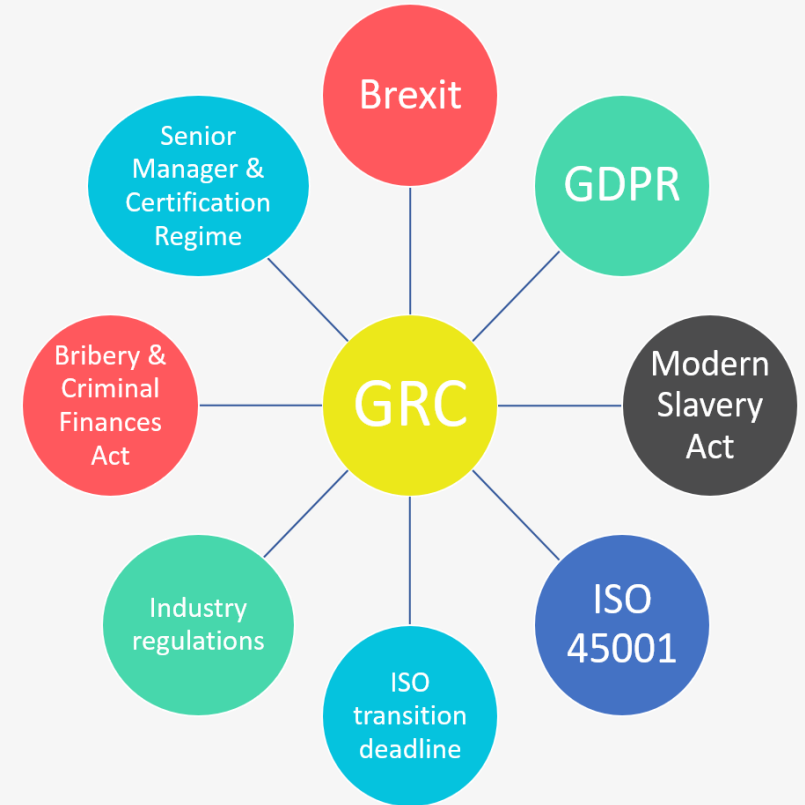 Brexit
GDPR
Modern
Slavery
Act
ISO
45001
ISO
transition
deadline
Industry
regulations
Bribery &
Criminal
Finances
Act
Senior
Manager &
Certification
Regime
GRC